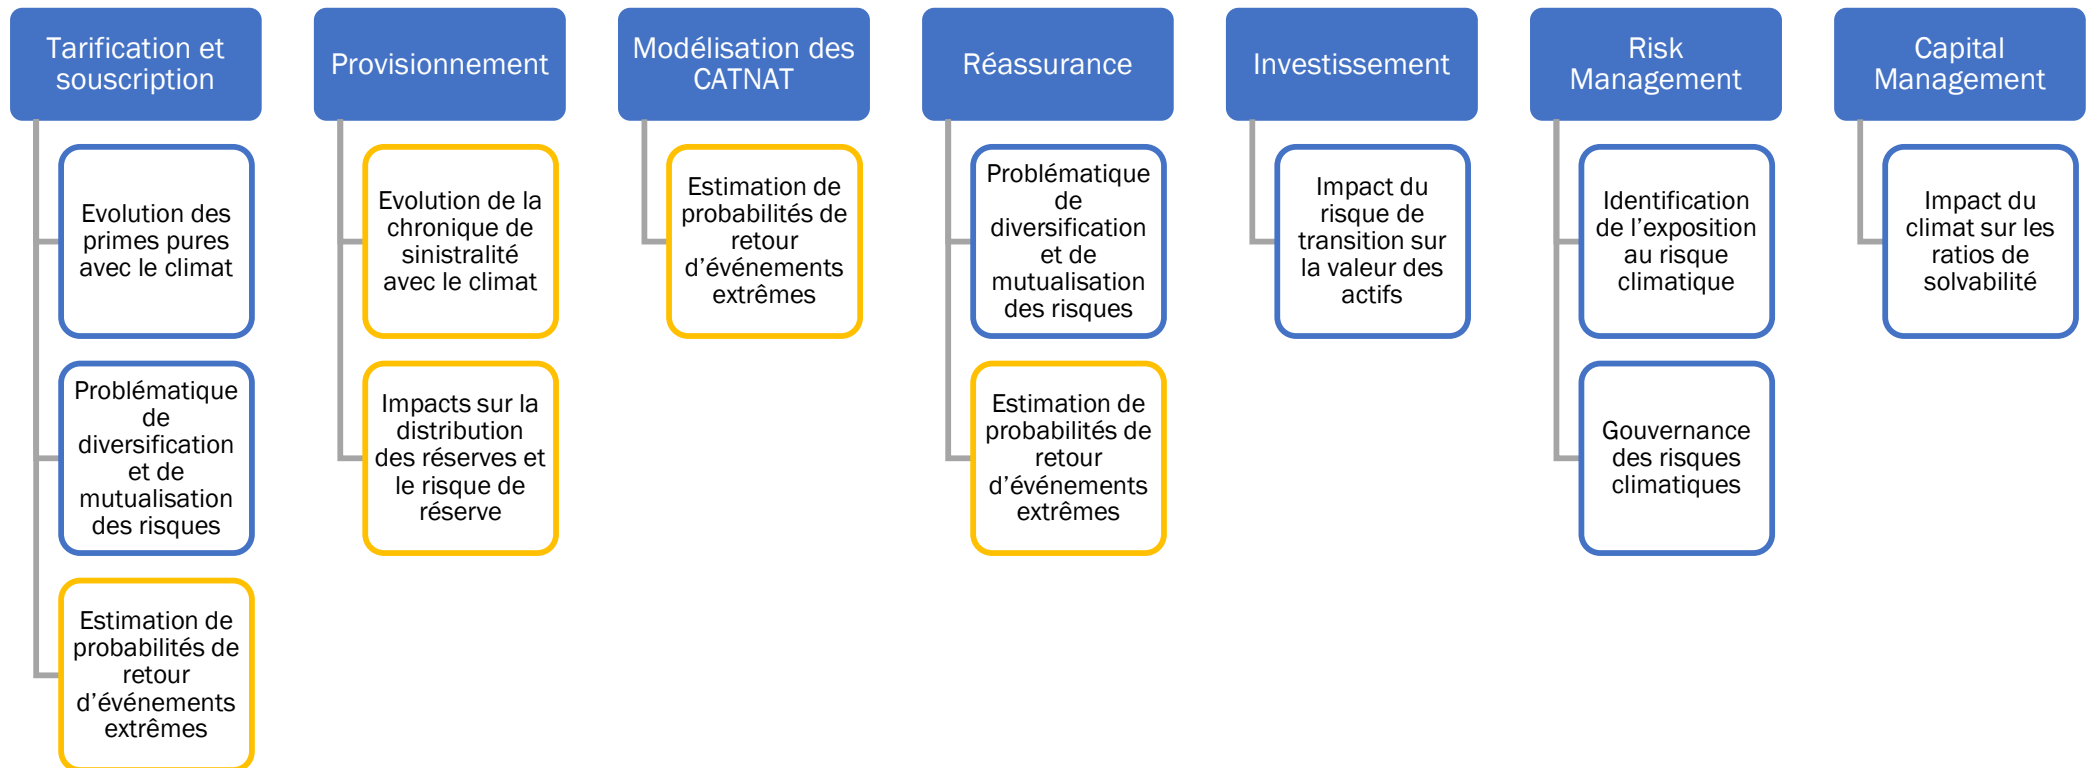 Tarification et
souscription
Evolution des
primes pures
avec le climat
Problématique
de
diversification
et de
mutualisation
des risques
Estimation de
probabilités de
retour
d’événements
extrêmes
Provisionnement
Evolution de la
chronique de
sinistralité
avec le climat
Impacts sur la
distribution
des réserves et
le risque de
réserve
Modélisation des
CATNAT
Estimation de
probabilités de
retour
d’événements
extrêmes
Réassurance
Problématique
de
diversification
et de
mutualisation
des risques
Estimation de
probabilités de
retour
d’événements
extrêmes
Investissement
Impact du
risque de
transition sur
la valeur des
actifs
Risk
Management
Identification
de l’exposition
au risque
climatique
Gouvernance
des risques
climatiques
Capital
Management
Impact du
climat sur les
ratios de
solvabilité